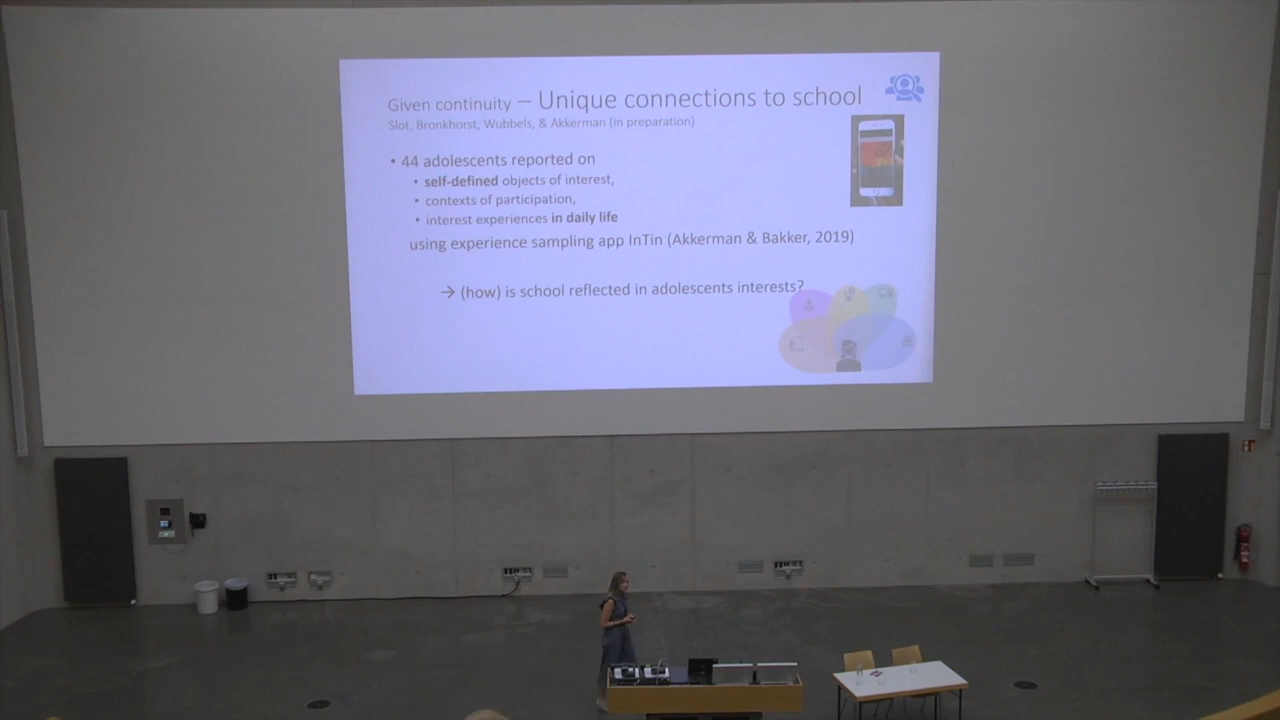 Given continuity – Unique connections to school
Slot, Bronkhorst, Wubbels, & Akkerman (in preparation)
• 44 adolescents reported on
• self-defined objects of interest,
• contexts of participation,
• interest experiences in daily life
using experience sampling app InTin (Akkerman & Bakker, 2019)
→ (how) is school reflected in adolescents interests?